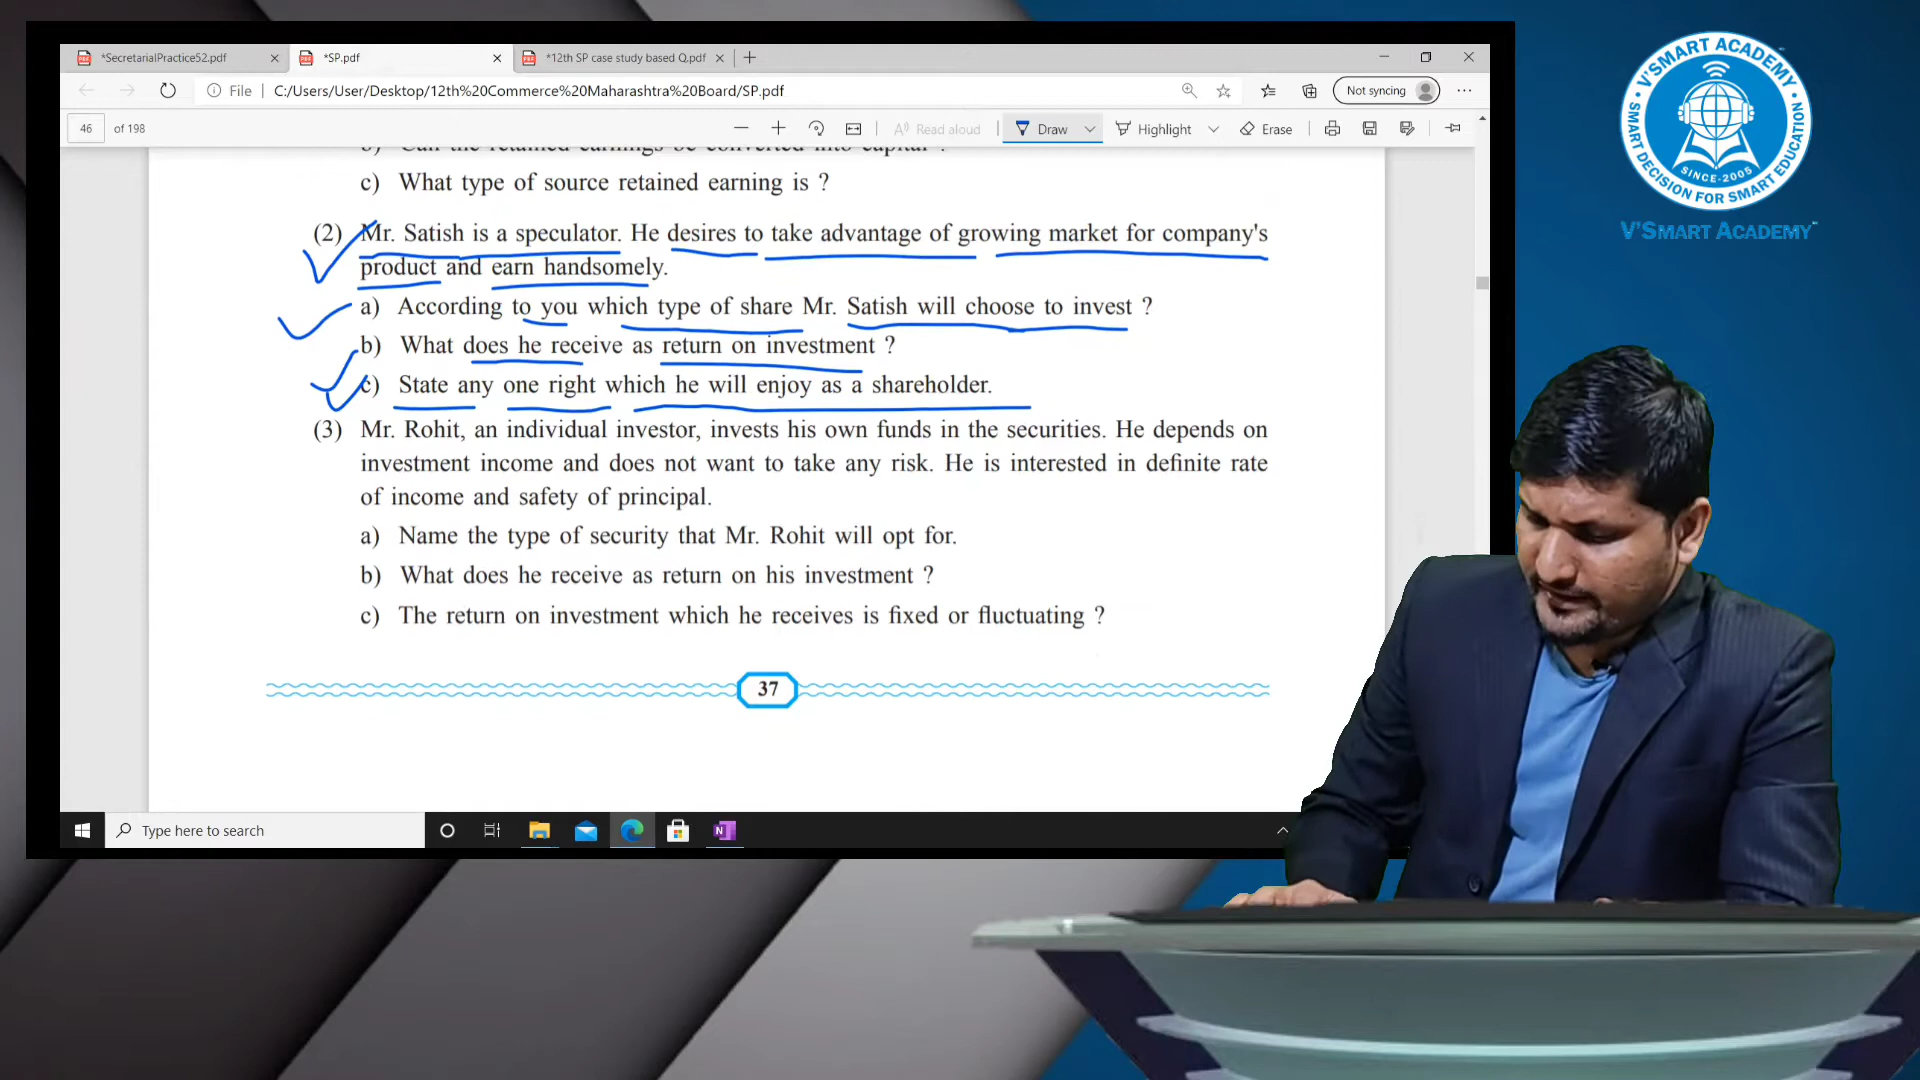 *SecretarialPractice52.pdf
*SP.pdf
*12th SP case study based Q.pdf
File
C:/Users/User/Desktop/12th%20Commerce%20Maharashtra%20Board/SP.pdf
Not syncing
46 of 198
Read aloud
Draw
Highlight
Erase
b) Can the retained earnings be converted into capital ?
c) What type of source retained earning is ?
(2) Mr. Satish is a speculator. He desires to take advantage of growing market for company's
product and earn handsomely.
a) According to you which type of share Mr. Satish will choose to invest ?
b) What does he receive as return on investment ?
c) State any one right which he will enjoy as a shareholder.
(3) Mr. Rohit, an individual investor, invests his own funds in the securities. He depends on
investment income and does not want to take any risk. He is interested in definite rate
of income and safety of principal.
a) Name the type of security that Mr. Rohit will opt for.
b) What does he receive as return on his investment ?
c) The return on investment which he receives is fixed or fluctuating ?
37
Type here to search
V'SMART ACADEMY
SMART DECISION FOR SMART EDUCATION
SINCE-2005
V'SMART ACADEMY